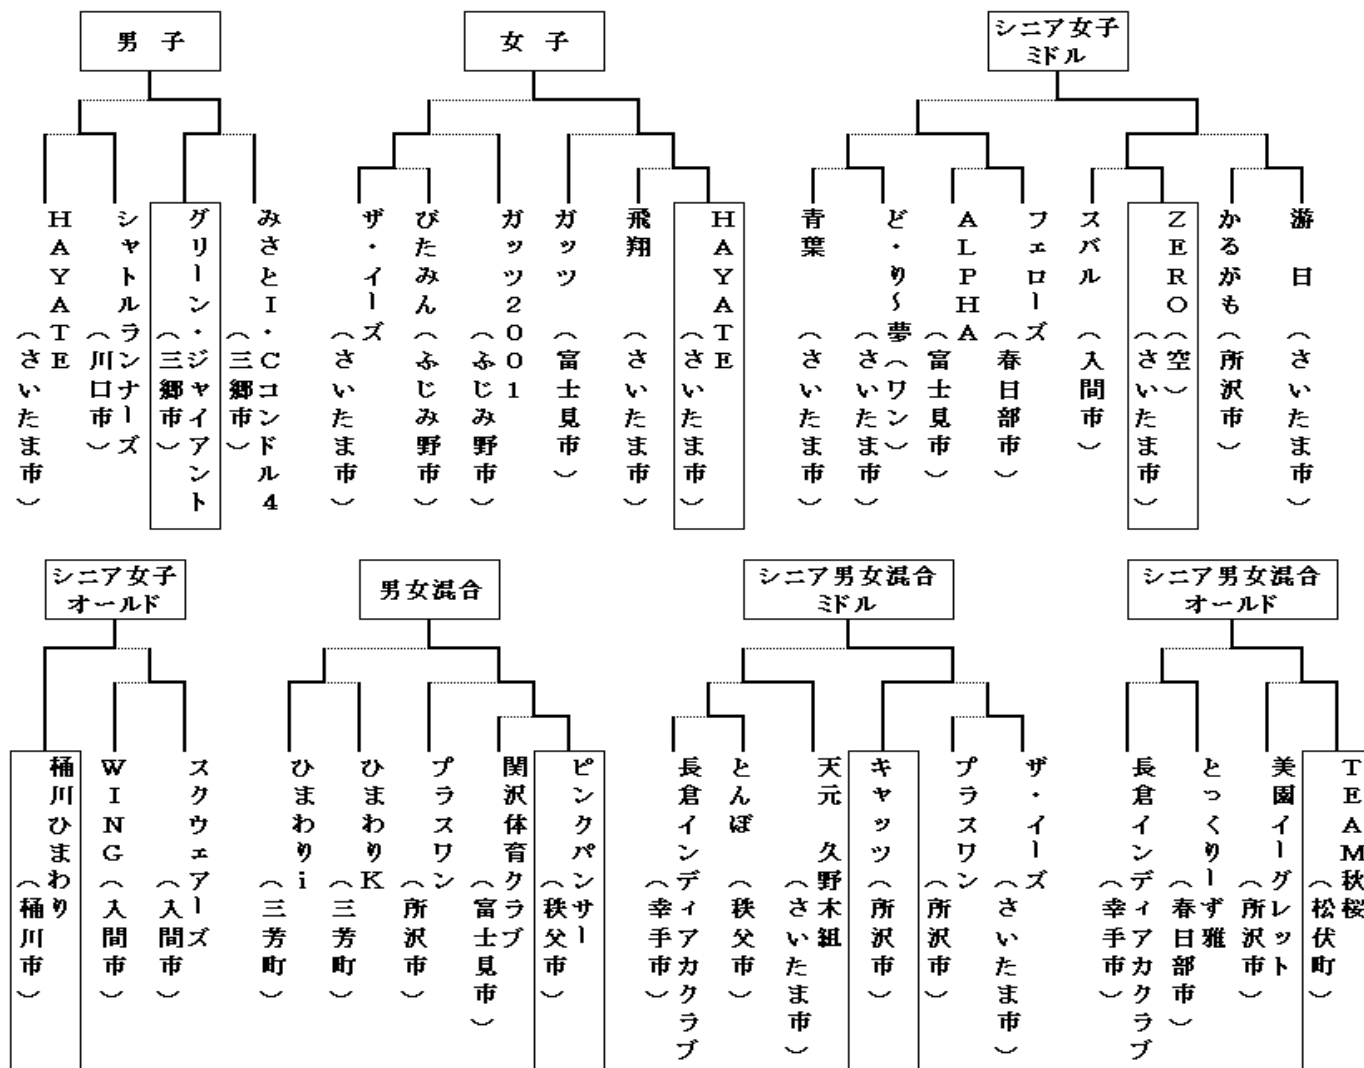 男 子
HAYATE
(さいたま市)
シャトルランナーズ
(川口市)
グリーン・ジャイアント
(三郷市)
みさとI・Cコンドル4
(三郷市)
女 子
ザ・イーズ
(さいたま市)
びたみん
(ふじみ野市)
ガッツ2001
(ふじみ野市)
ガッツ
(富士見市)
飛翔
(さいたま市)
HAYATE
(さいたま市)
シニア女子
ミドル
青葉
(さいたま市)
ど・り~夢(ワン)
(さいたま市)
ALPHA
(富士見市)
フェローズ
(春日部市)
スバル
(入間市)
ZERO(空)
(さいたま市)
かるがも
(所沢市)
游 日
(さいたま市)
シニア女子
オールド
桶川ひまわり
(桶川市)
WING
(入間市)
スクウェアーズ
(入間市)
男女混合
ひまわりi
(三芳町)
ひまわりK
(三芳町)
プラスワン
(所沢市)
関沢体育クラブ
(富士見市)
ピンクパンサー
(秩父市)
シニア男女混合
ミドル
長倉インディアカクラブ
(幸手市)
とんぼ
(秩父市)
天元 久野木組
(さいたま市)
キャッツ
(所沢市)
プラスワン
(所沢市)
ザ・イーズ
(さいたま市)
シニア男女混合
オールド
長倉インディアカクラブ
(幸手市)
とっくりーず雅
(春日部市)
美園イーグレット
(所沢市)
TEAM秋桜
(松伏町)